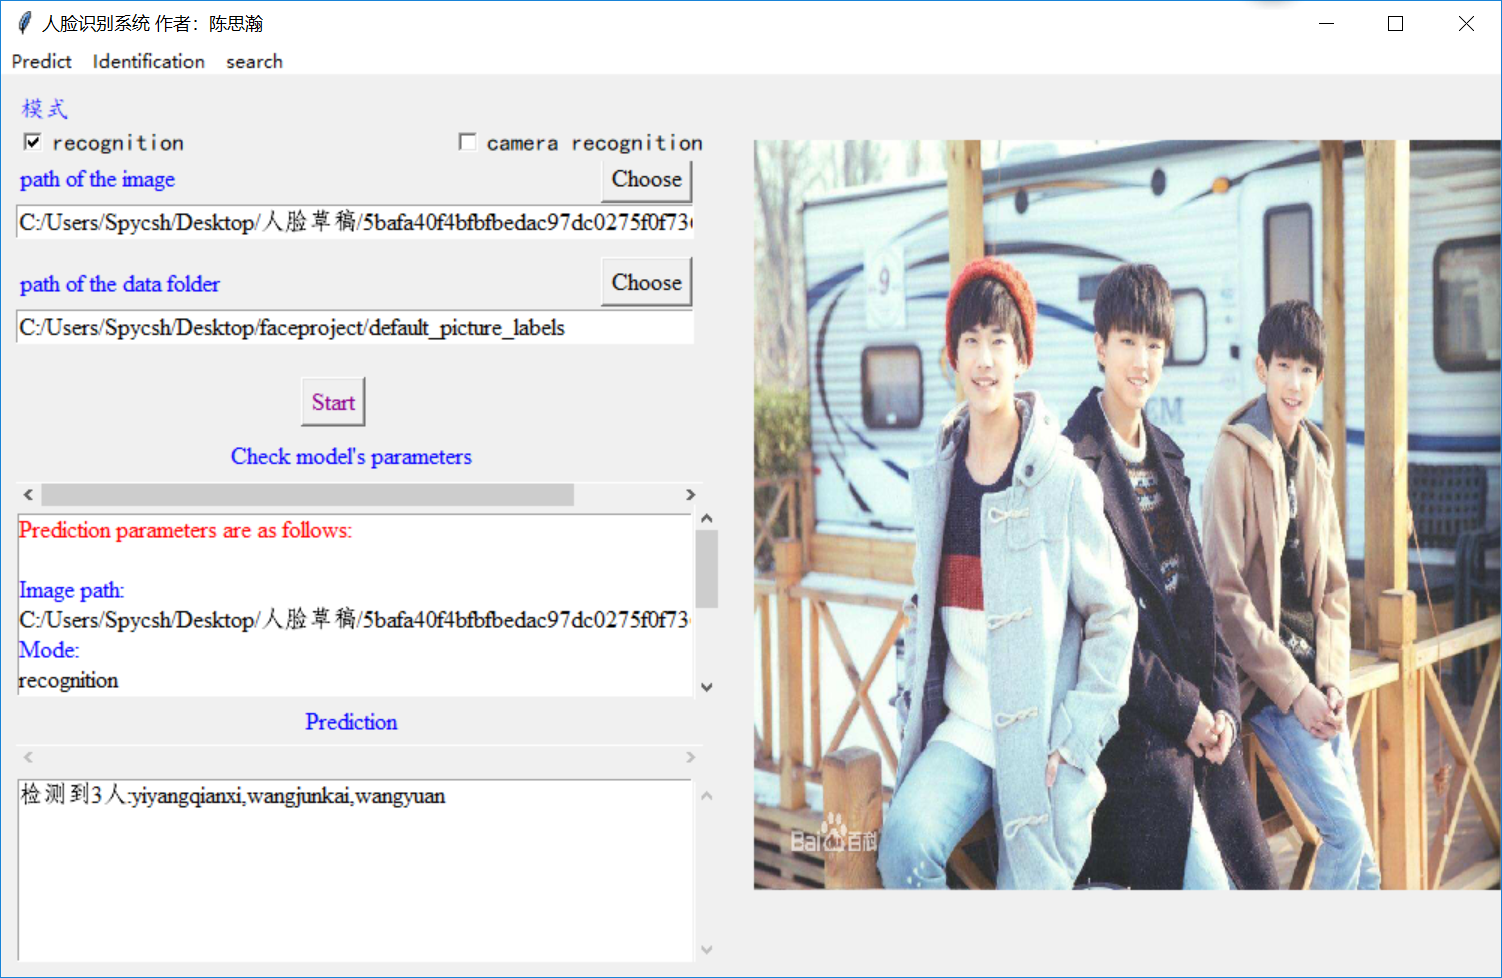 人脸识别系统 作者：陈思瀚
Predict Identification search
模式
recognition camera recognition
path of the image Choose
C:/Users/Spycsh/Desktop/人脸草稿/5bafa40f4bfbfbedac97dc0275f0f736
path of the data folder Choose
C:/Users/Spycsh/Desktop/faceproject/default_picture_labels
Start
Check model's parameters
Prediction parameters are as follows:
Image path:
C:/Users/Spycsh/Desktop/人脸草稿/5bafa40f4bfbfbedac97dc0275f0f73
Mode:
recognition
Prediction
检测到3人:yiyangqianxi,wangjunkai,wangyuan
9
GM
Bai百科